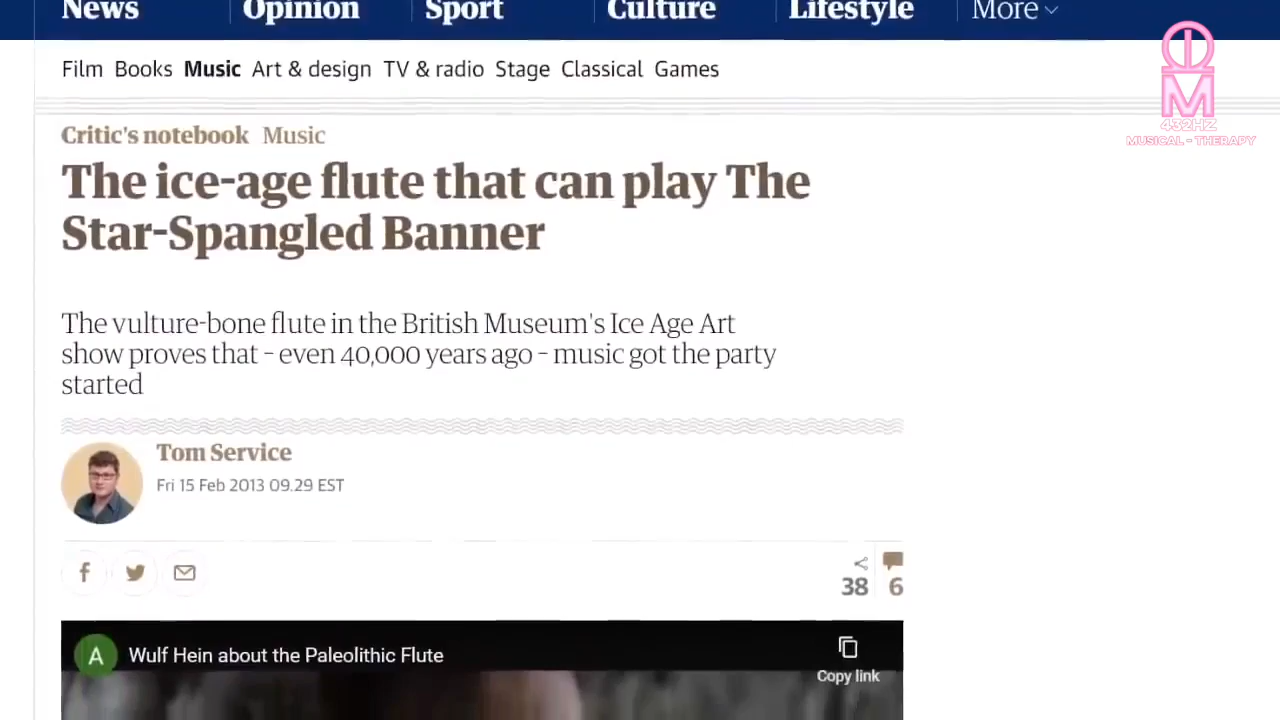 News Opinion Sport Culture Lifestyle More
Film Books Music Art & design TV & radio Stage Classical Games
432HZ
MUSICAL - THERAPY
Critic's notebook Music
The ice-age flute that can play The
Star-Spangled Banner
The vulture-bone flute in the British Museum's Ice Age Art
show proves that – even 40,000 years ago – music got the party
started
Tom Service
Fri 15 Feb 2013 09.29 EST
38 6
A Wulf Hein about the Paleolithic Flute
Copy link